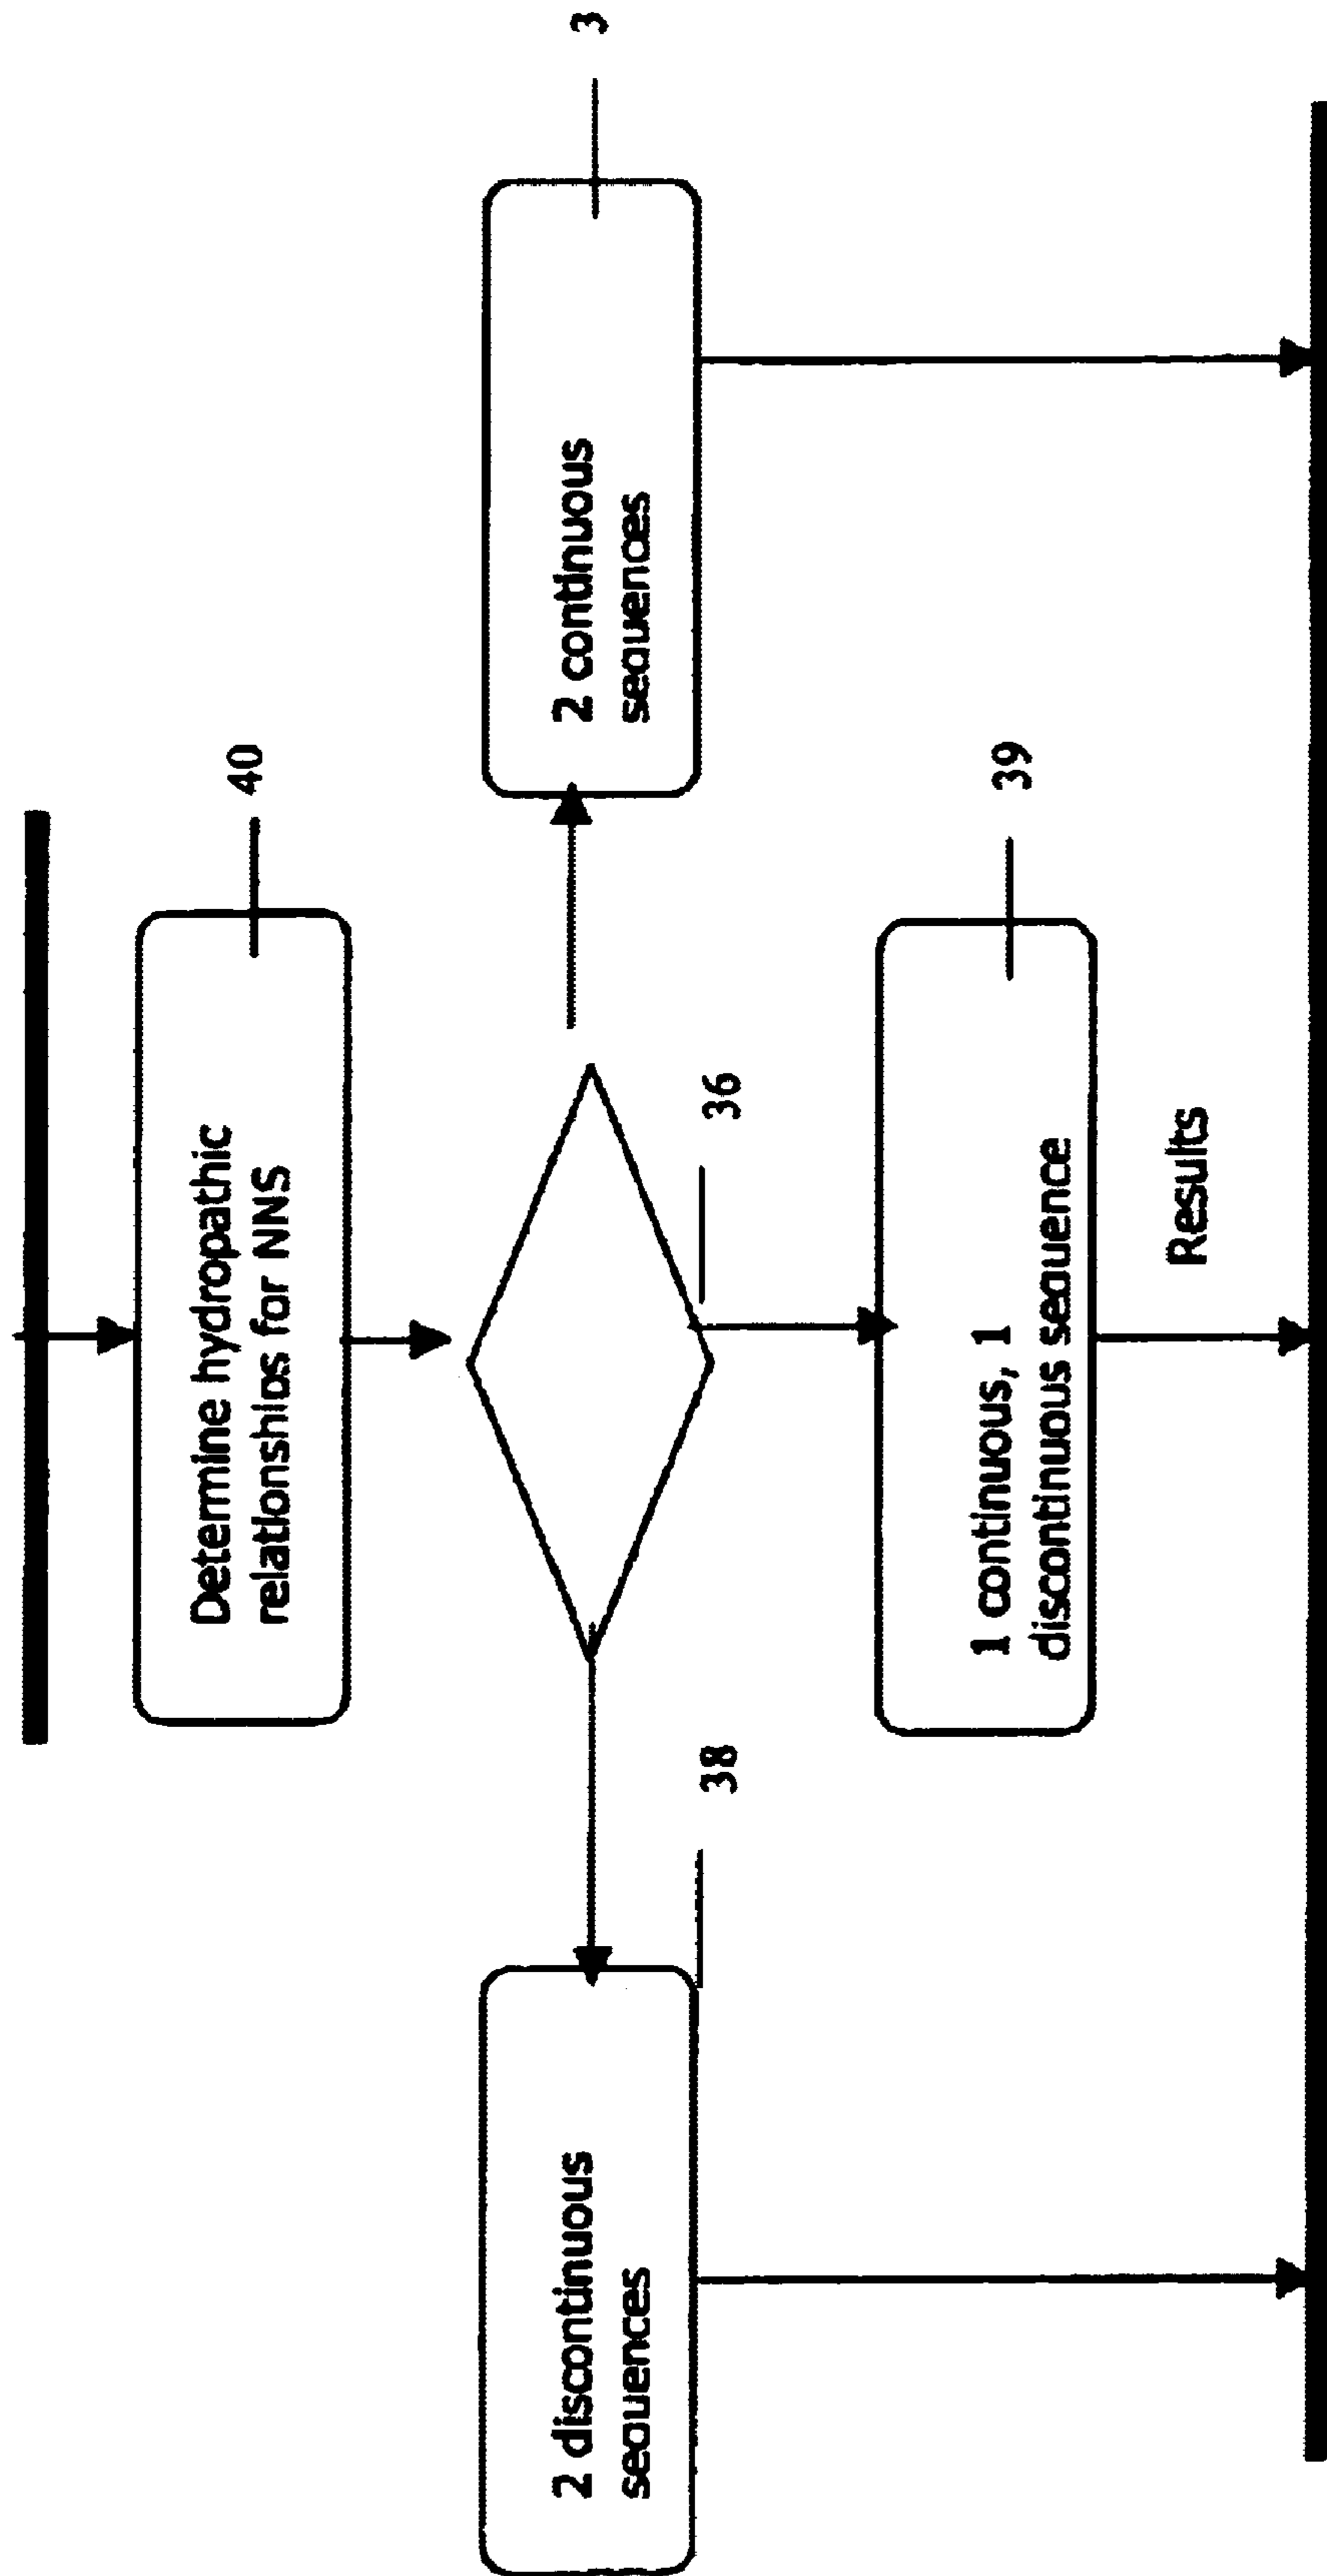 40
Determine hydropathic
relationships for NNS
36
38
3
2 discontinuous
sequences
2 continuous
sequences
39
1 continuous, 1
discontinuous sequence
Results